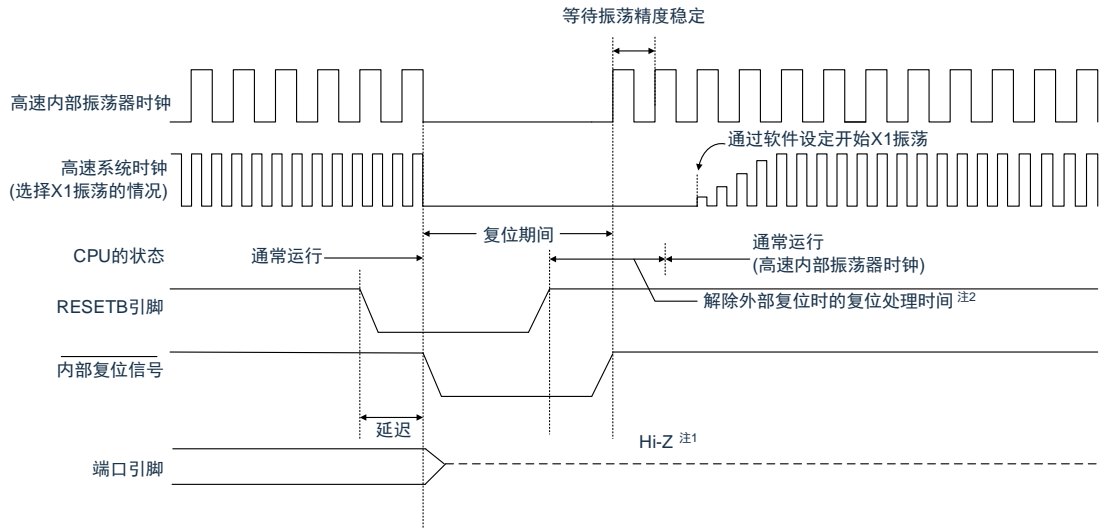 等待振荡精度稳定
高速内部振荡器时钟
通过软件设定开始X1振荡
高速系统时钟
(选择X1振荡的情况)
复位期间
CPU的状态
通常运行
通常运行
(高速内部振荡器时钟)
RESETB引脚
解除外部复位时的复位处理时间 注2
内部复位信号
延迟
Hi-Z 注1
端口引脚